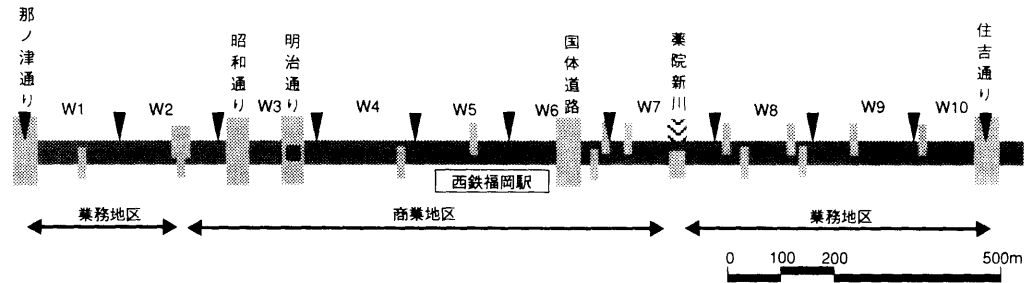 那ノ津通り
昭和通り
明治通り
国体道路
薬院新川
住吉通り
W1 W2 W3 W4 W5 W6 W7 W8 W9 W10
西鉄福岡駅
業務地区 商業地区 業務地区
0 100 200 500m